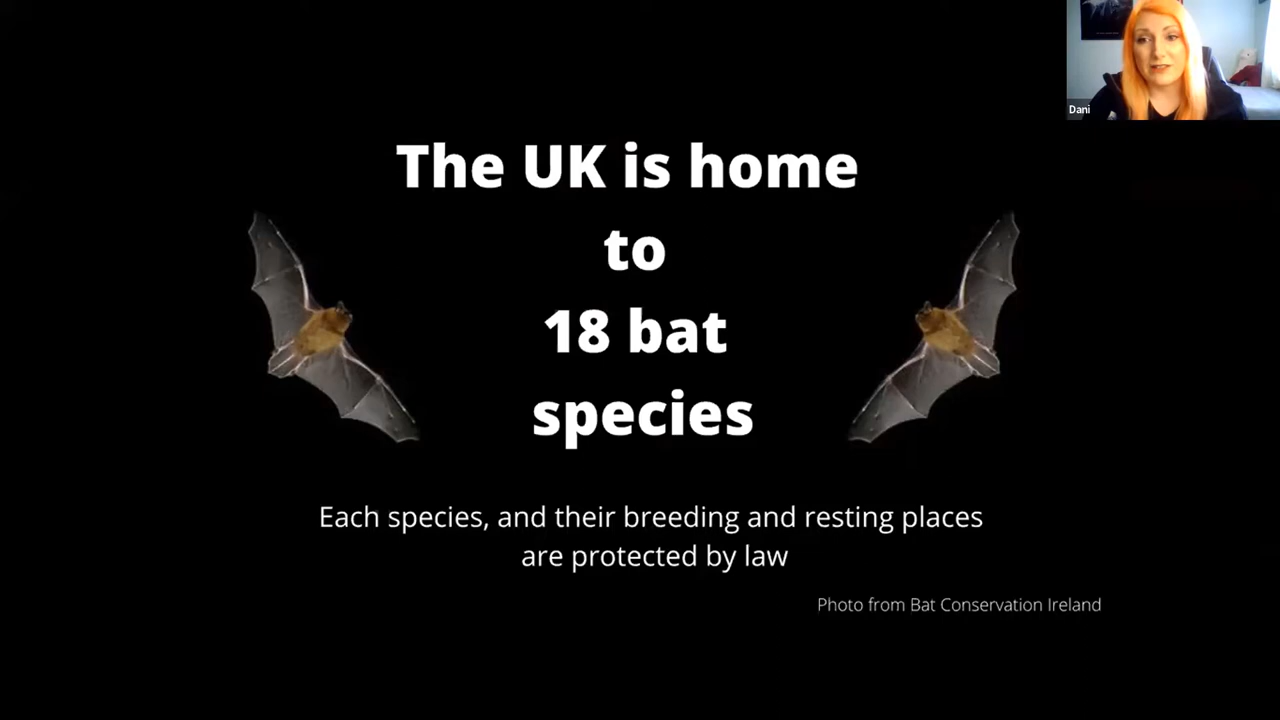 Dani
The UK is home
to
18 bat
species
Each species, and their breeding and resting places
are protected by law
Photo from Bat Conservation Ireland